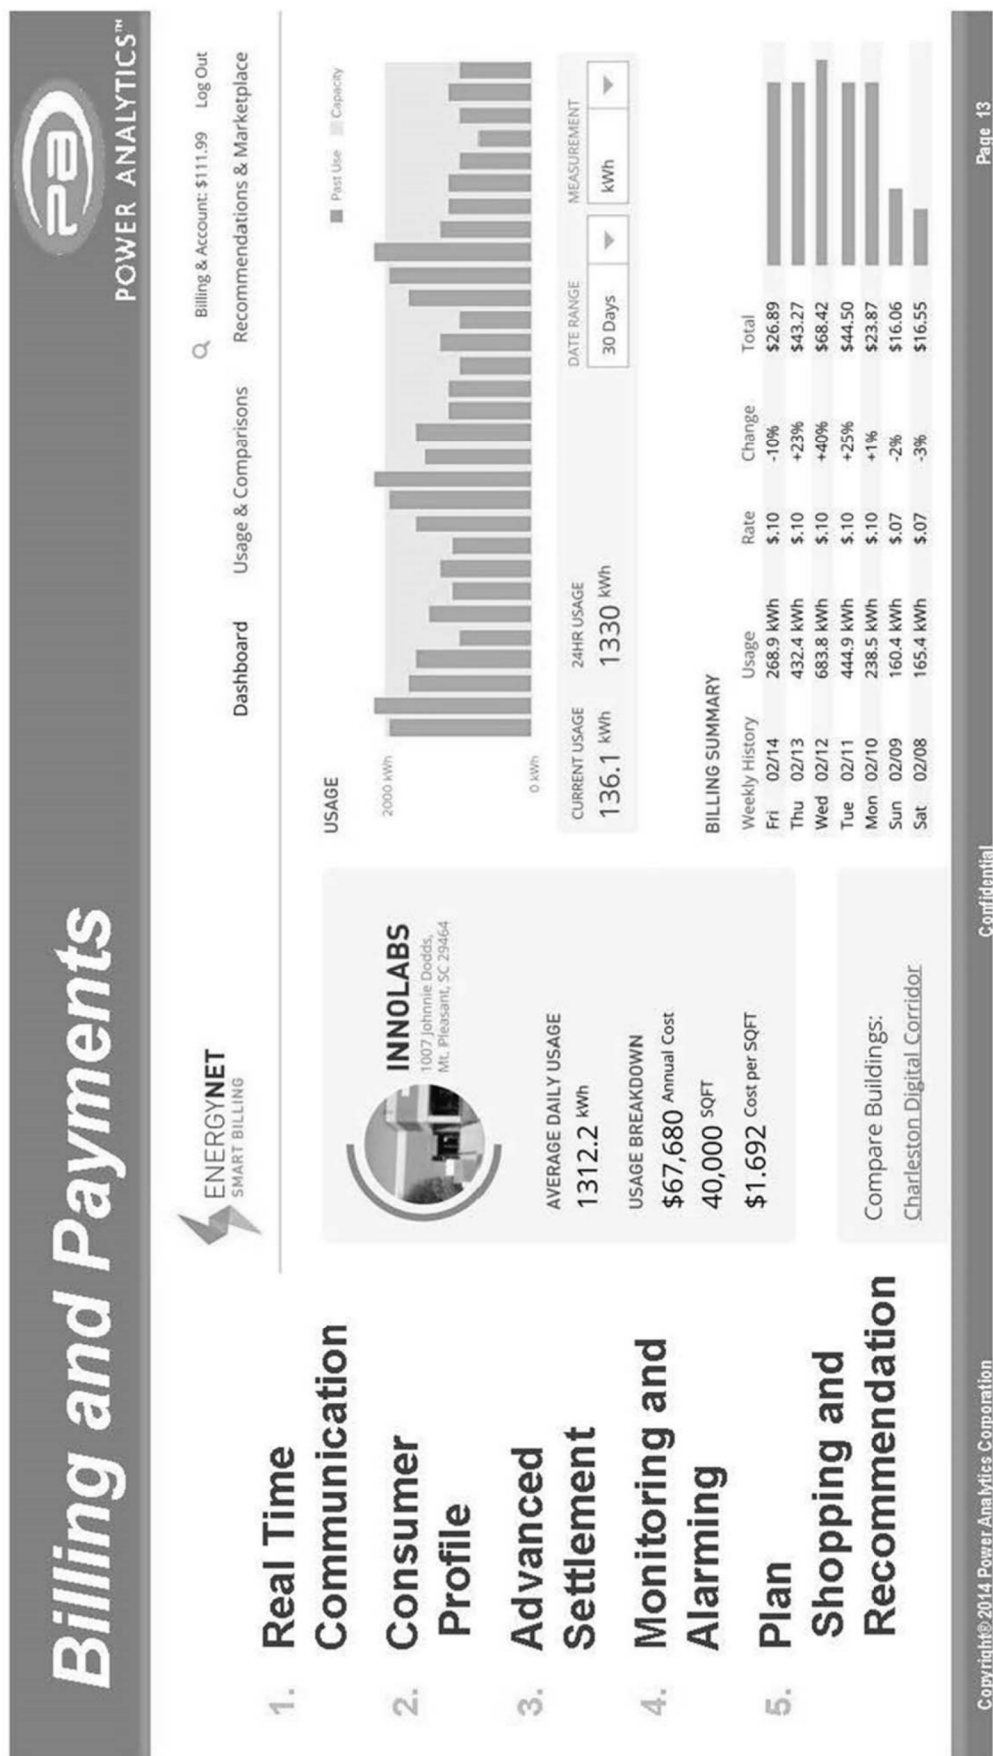 Billing and Payments
PA
POWER ANALYTICS™
1. Real Time
Communication
2. Consumer
Profile
3. Advanced
Settlement
4. Monitoring and
Alarming
5. Plan
Shopping and
Recommendation
ENERGYNET
SMART BILLING
Billing & Account: $111.99 Log Out
Dashboard Usage & Comparisons Recommendations & Marketplace
INNOLABS
1007 Johnnie Dodds,
Mt. Pleasant, SC 29464
AVERAGE DAILY USAGE
1312.2 kWh
USAGE BREAKDOWN
$67,680 Annual Cost
40,000 SQFT
$1.692 Cost per SQFT
Compare Buildings:
Charleston Digital Corridor
USAGE
Past Use Capacity
2000 kWh
0 kWh
CURRENT USAGE 24HR USAGE DATE RANGE MEASUREMENT
136.1 kWh 1330 kWh 30 Days kWh
BILLING SUMMARY
Weekly History Usage Rate Change Total
Fri 02/14 268.9 kWh $.10 -10% $26.89
Thu 02/13 432.4 kWh $.10 +23% $43.27
Wed 02/12 683.8 kWh $.10 +40% $68.42
Tue 02/11 444.9 kWh $.10 +25% $44.50
Mon 02/10 238.5 kWh $.10 +1% $23.87
Sun 02/09 160.4 kWh $.07 -2% $16.06
Sat 02/08 165.4 kWh $.07 -3% $16.55
Copyright© 2014 Power Analytics Corporation Confidential Page 13